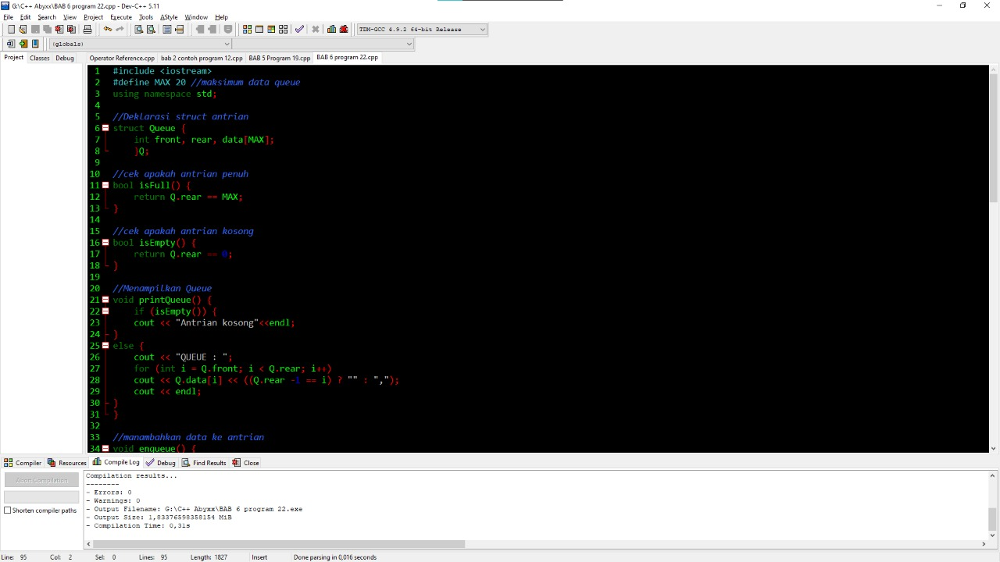 G:\C++ Abyxx\BAB 6 program 22.cpp - Dev-C++ 5.11
File Edit Search View Project Execute Tools AStyle Window Help
TDM-GCC 4.9.2 64-bit Release
(globals)
Project Classes Debug
Operator Reference.cpp bab 2 contoh program 12.cpp BAB 5 Program 19.cpp BAB 6 program 22.cpp
1 #include <iostream>
2 #define MAX 20 //maksimum data queue
3 using namespace std;
4
5 //Deklarasi struct antrian
6 struct Queue {
7 int front, rear, data[MAX];
8 }Q;
9
10 //cek apakah antrian penuh
11 bool isFull() {
12 return Q.rear == MAX;
13 }
14
15 //cek apakah antrian kosong
16 bool isEmpty() {
17 return Q.rear == 0;
18 }
19
20 //Menampilkan Queue
21 void printQueue() {
22 if (isEmpty()) {
23 cout << "Antrian kosong"<<endl;
24 }
25 else {
26 cout << "QUEUE : ";
27 for (int i = Q.front; i < Q.rear; i++)
28 cout << Q.data[i] << ((Q.rear -1 == i) ? "" : ",");
29 cout << endl;
30 }
31 }
32
33 //manambahkan data ke antrian
34 void enqueue() {
Compiler Resources Compile Log Debug Find Results Close
Abort Compilation
Shorten compiler paths
Compilation results...
--------
- Errors: 0
- Warnings: 0
- Output Filename: G:\C++ Abyxx\BAB 6 program 22.exe
- Output Size: 1,83376598358154 MiB
- Compilation Time: 0,31s
Line: 95 Col: 2 Sel: 0 Lines: 95 Length: 1827 Insert Done parsing in 0,016 seconds